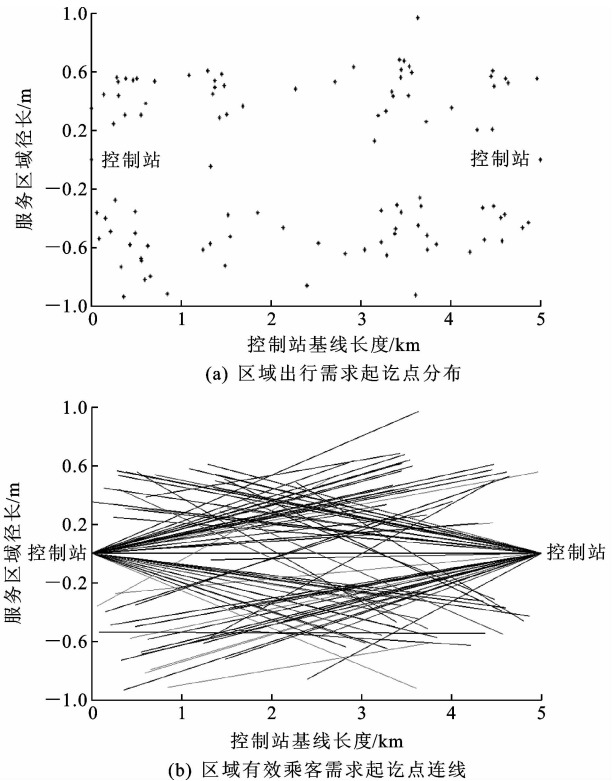 1.0
0.6
0.2
控制站
控制站
−0.2
−0.6
−1.0
服务区域径长/m
0 1 2 3 4 5
控制站基线长度/km
(a) 区域出行需求起讫点分布
1.0
0.6
0.2
控制站
控制站
−0.2
−0.6
−1.0
服务区域径长/m
0 1 2 3 4 5
控制站基线长度/km
(b) 区域有效乘客需求起讫点连线